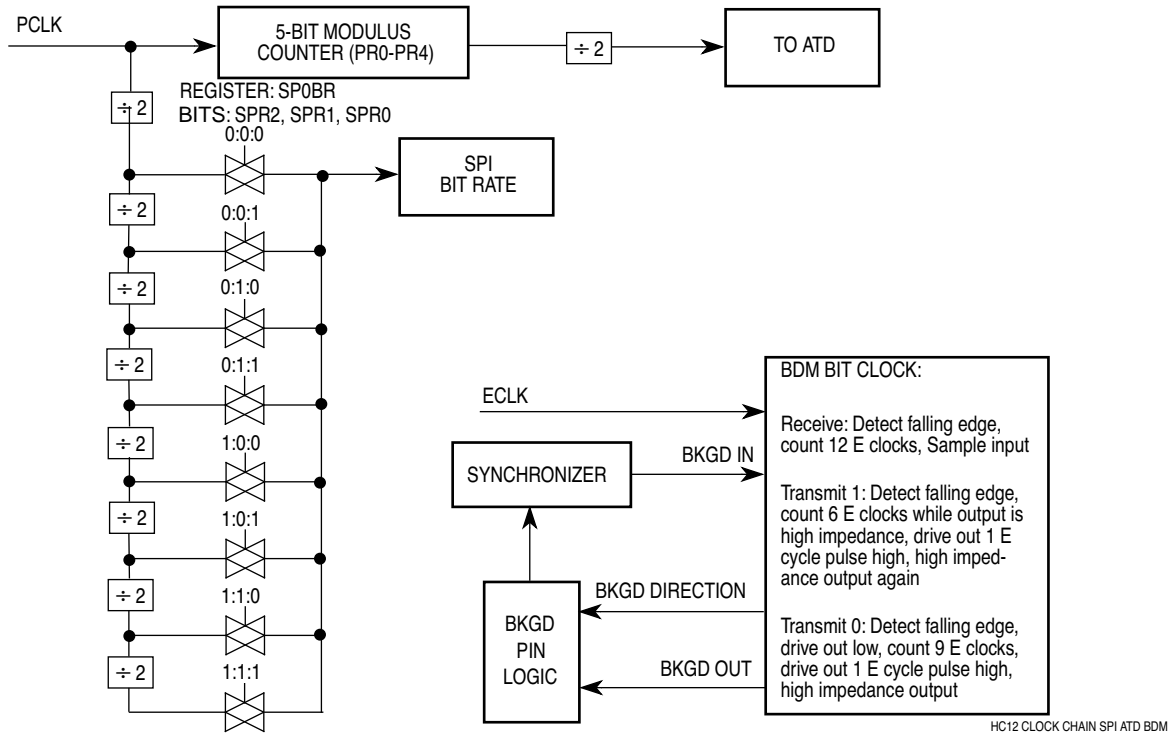 PCLK
5-BIT MODULUS
COUNTER (PR0-PR4)
÷ 2
TO ATD
÷ 2
REGISTER: SP0BR
BITS: SPR2, SPR1, SPR0
0:0:0
SPI
BIT RATE
÷ 2
0:0:1
÷ 2
0:1:0
÷ 2
0:1:1
÷ 2
1:0:0
÷ 2
1:0:1
÷ 2
1:1:0
÷ 2
1:1:1
ECLK
SYNCHRONIZER
BKGD IN
BKGD DIRECTION
BKGD
PIN
LOGIC
BKGD OUT
BDM BIT CLOCK:
Receive: Detect falling edge,
count 12 E clocks, Sample input
Transmit 1: Detect falling edge,
count 6 E clocks while output is
high impedance, drive out 1 E
cycle pulse high, high imped-
ance output again
Transmit 0: Detect falling edge,
drive out low, count 9 E clocks,
drive out 1 E cycle pulse high,
high impedance output
HC12 CLOCK CHAIN SPI ATD BDM